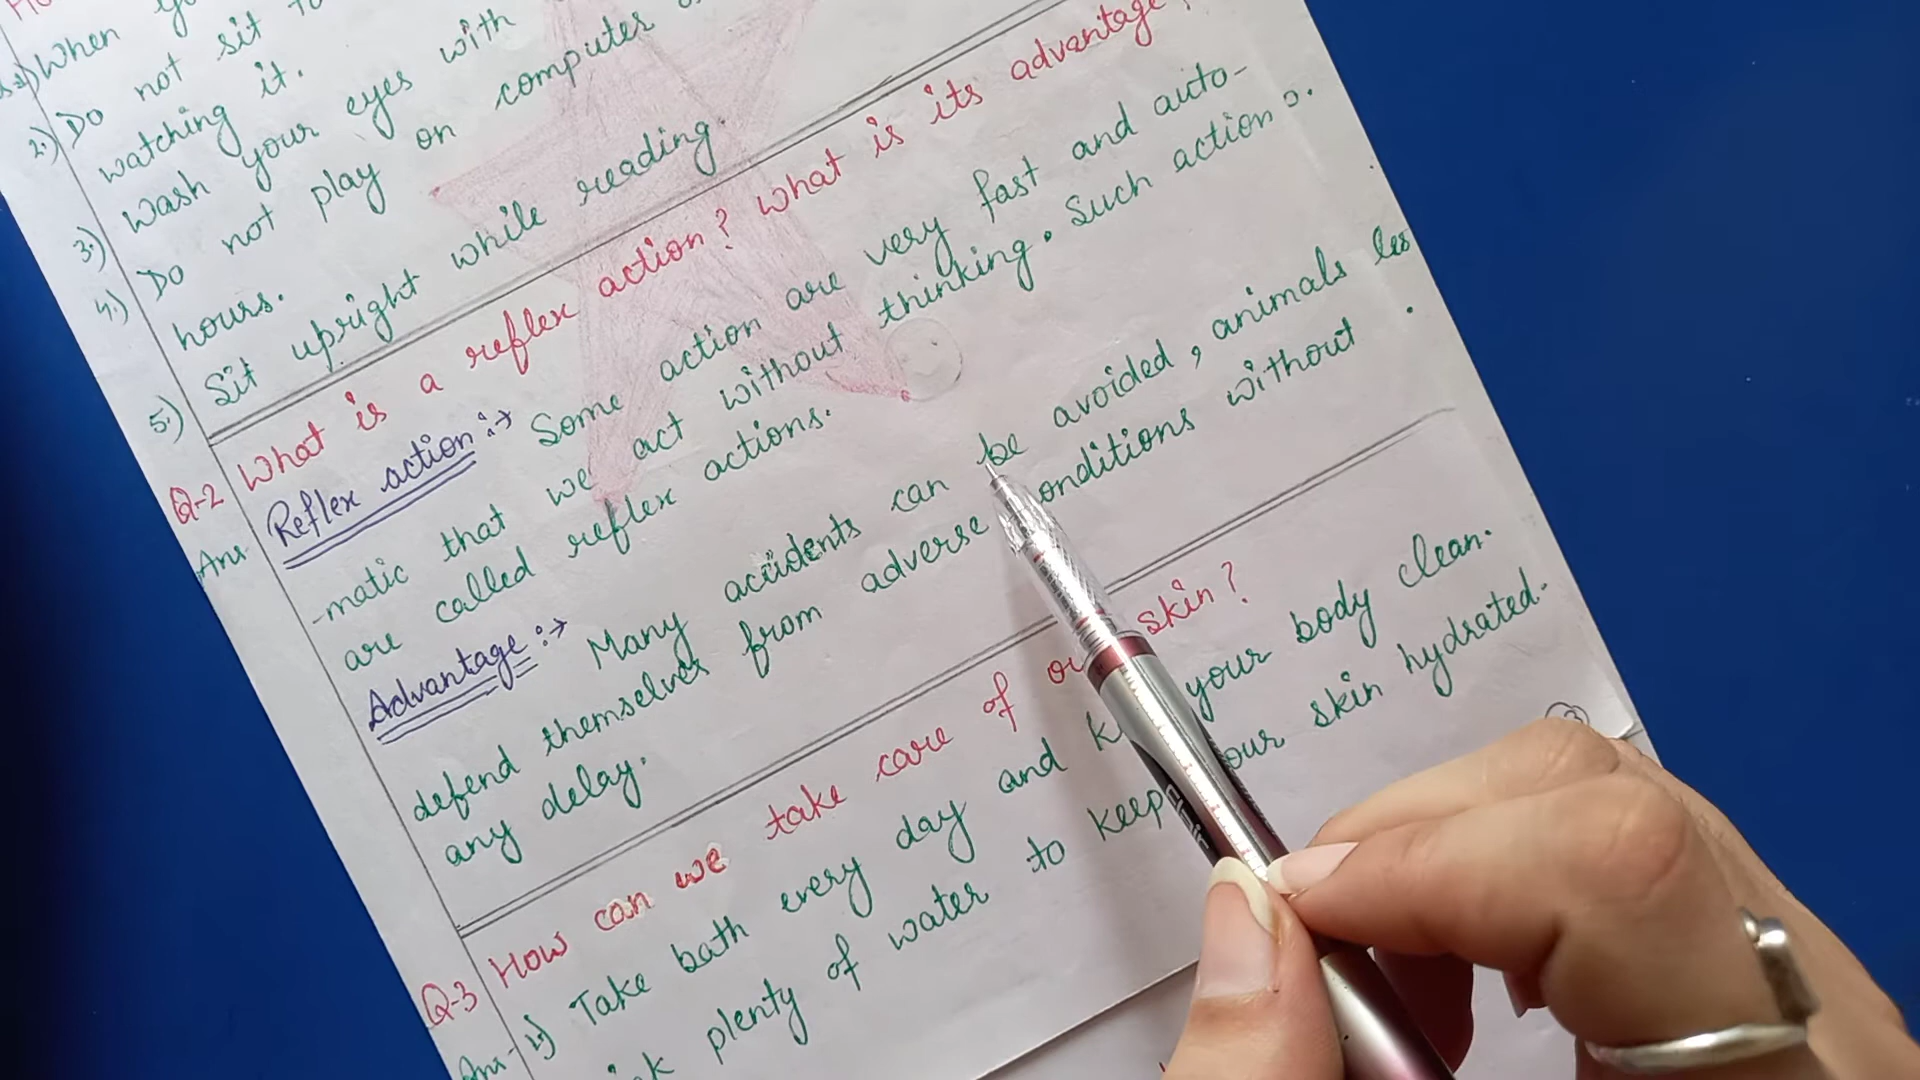 When
2.) Do not sit
watching it.
3.) Wash your eyes with
4.) Do not play on computer
hours.
5.) Sit upright while reading.
Q-2 What is a reflex action? What is its advantage?
Ans Reflex action :→ Some action are very fast and auto-
-matic that we act without thinking. Such action
are called reflex actions.
Advantage :→ Many accidents can be avoided, animals
defend themselves from adverse conditions without
any delay.
Q-3 How can we take care of our skin?
Ans- 1.) Take bath every day and your body clean.
plenty of water to keep our skin hydrated.